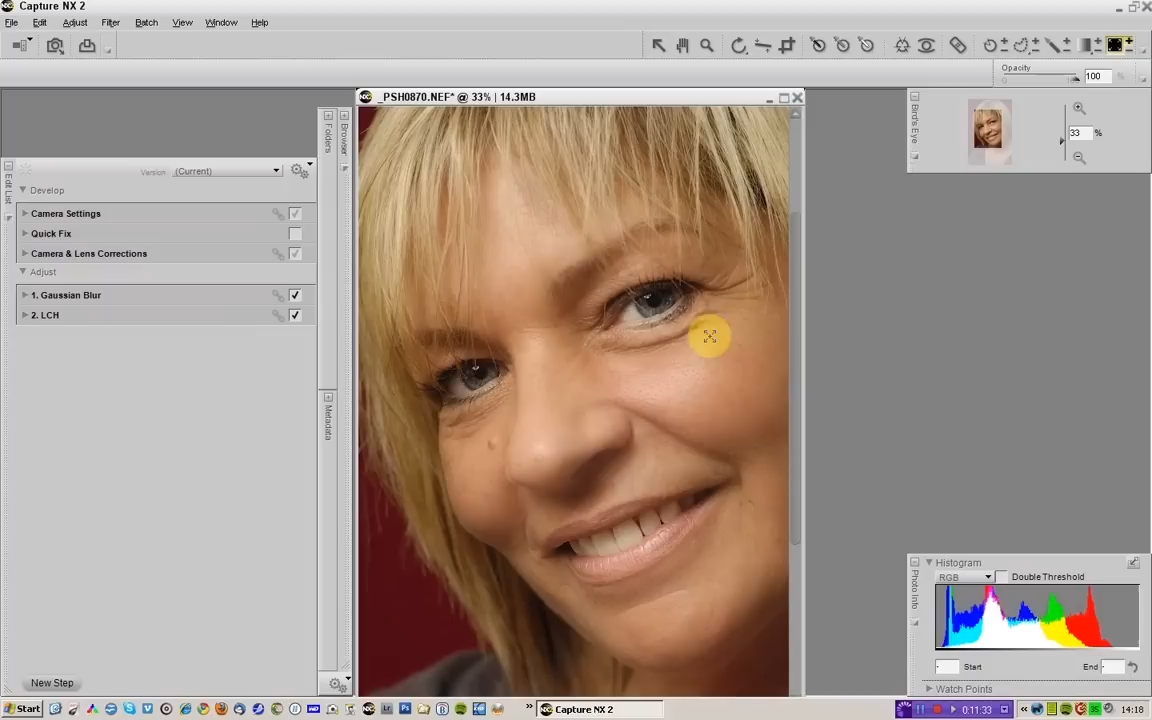 Capture NX 2
File Edit Adjust Filter Batch View Window Help
Opacity
0 100 %
_PSH0870.NEF* @ 33% | 14.3MB
Folders
Browser
Bird's Eye
33 %
Edit List
Version (Current)
Develop
Camera Settings
Quick Fix
Camera & Lens Corrections
Adjust
1. Gaussian Blur
2. LCH
Metadata
Photo Info
Histogram
RGB Double Threshold
Start End
New Step
Watch Points
Start Capture NX 2 0:11:33 14:18